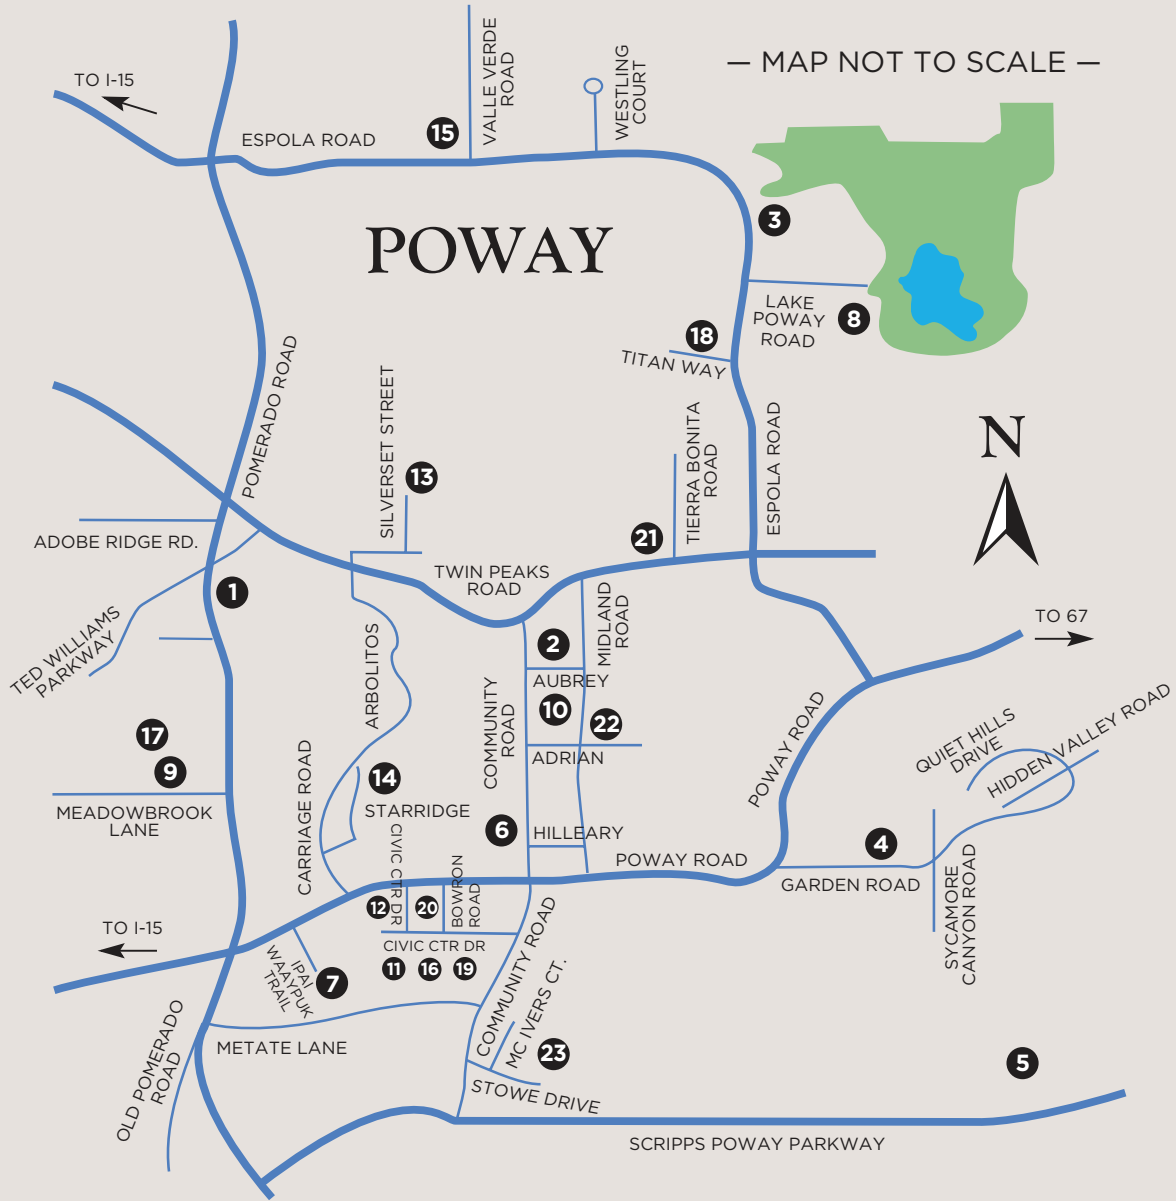 — MAP NOT TO SCALE —
TO I-15
ESPOLA ROAD
15
VALLE VERDE
ROAD
WESTLING
COURT
POWAY
3
LAKE
POWAY
ROAD
8
18
TITAN WAY
POMERADO ROAD
SILVERSET STREET
13
TIERRA BONITA
ROAD
ESPOLA ROAD
N
ADOBE RIDGE RD.
21
TWIN PEAKS
ROAD
1
TED WILLIAMS
PARKWAY
MIDLAND
ROAD
TO 67
2
AUBREY
ARBOLITOS
COMMUNITY
ROAD
10
22
ADRIAN
17
9
MEADOWBROOK
LANE
14
STARRIDGE
CARRIAGE ROAD
POWAY ROAD
QUIET HILLS
DRIVE
HIDDEN VALLEY ROAD
6
HILLEARY
4
GARDEN ROAD
POWAY ROAD
CIVIC CTR DR
BOWRON
ROAD
12
20
SYCAMORE
CANYON ROAD
TO I-15
CIVIC CTR DR
11
16
19
IPAI
WAAYPUK
TRAIL
7
COMMUNITY ROAD
MC IVERS CT.
METATE LANE
OLD POMERADO
ROAD
23
STOWE DRIVE
5
SCRIPPS POWAY PARKWAY